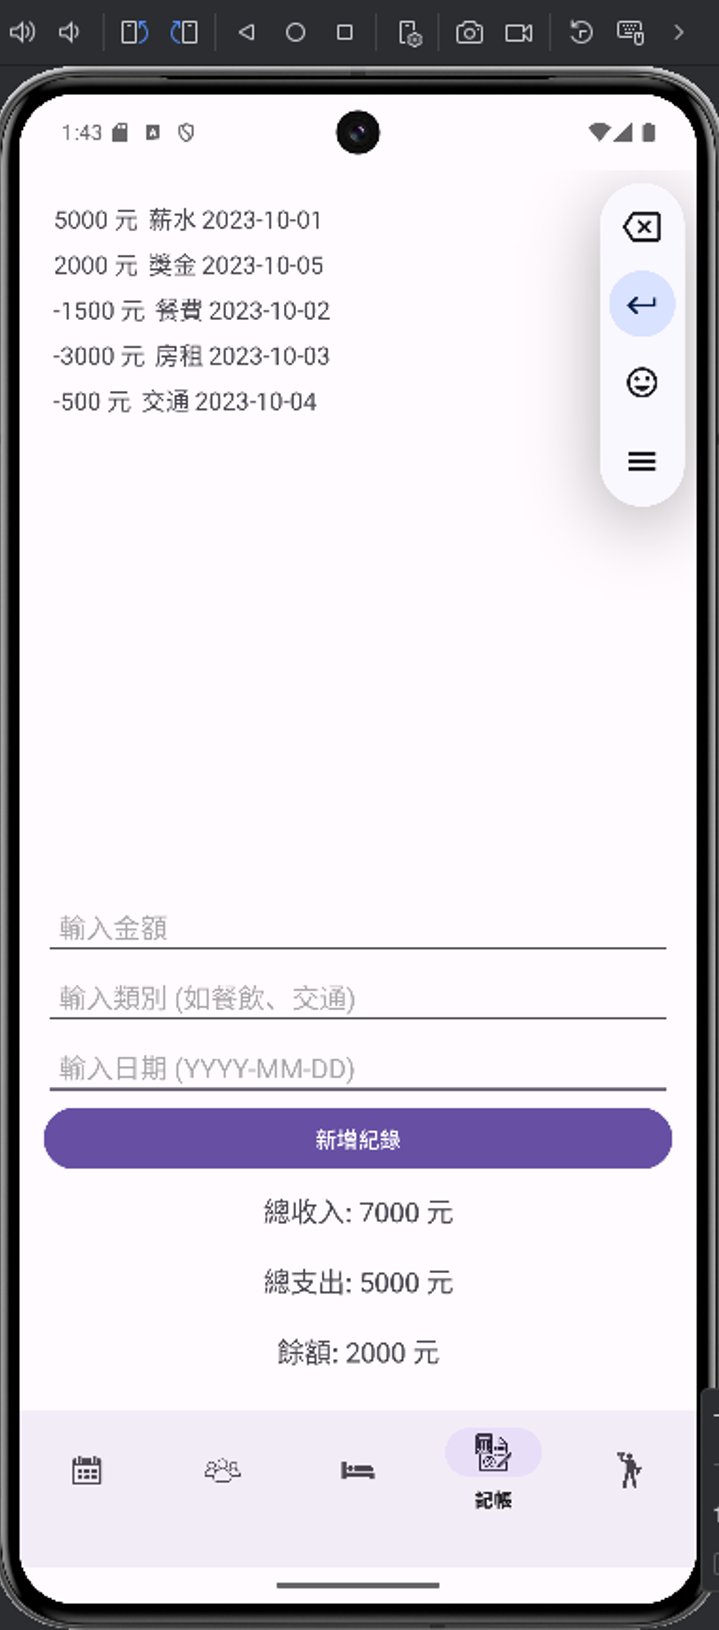 1:43
5000 元 薪水 2023-10-01
2000 元 獎金 2023-10-05
-1500 元 餐費 2023-10-02
-3000 元 房租 2023-10-03
-500 元 交通 2023-10-04
輸入金額
輸入類別 (如餐飲、交通)
輸入日期 (YYYY-MM-DD)
新增紀錄
總收入: 7000 元
總支出: 5000 元
餘額: 2000 元
記帳